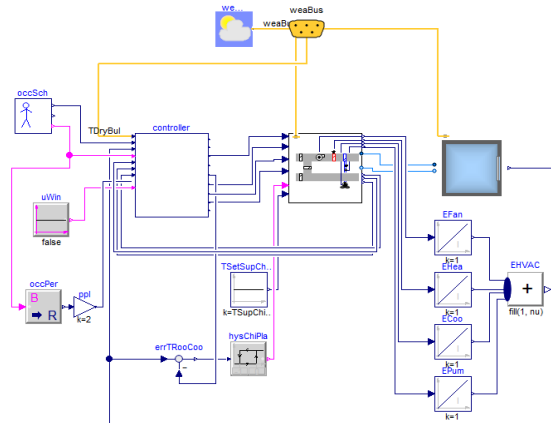 we...
weaBus
weaBu
occSch
TDryBul
controller
uWin
false
EFan
k=1
TSetSupCh..
EHea
k=1
EHVAC
+
fill(1, nu)
occPer
B
R
ppl
k=2
k=TSupChi..
ECoo
k=1
errTRooCoo
hysChiPla
-
EPum
k=1